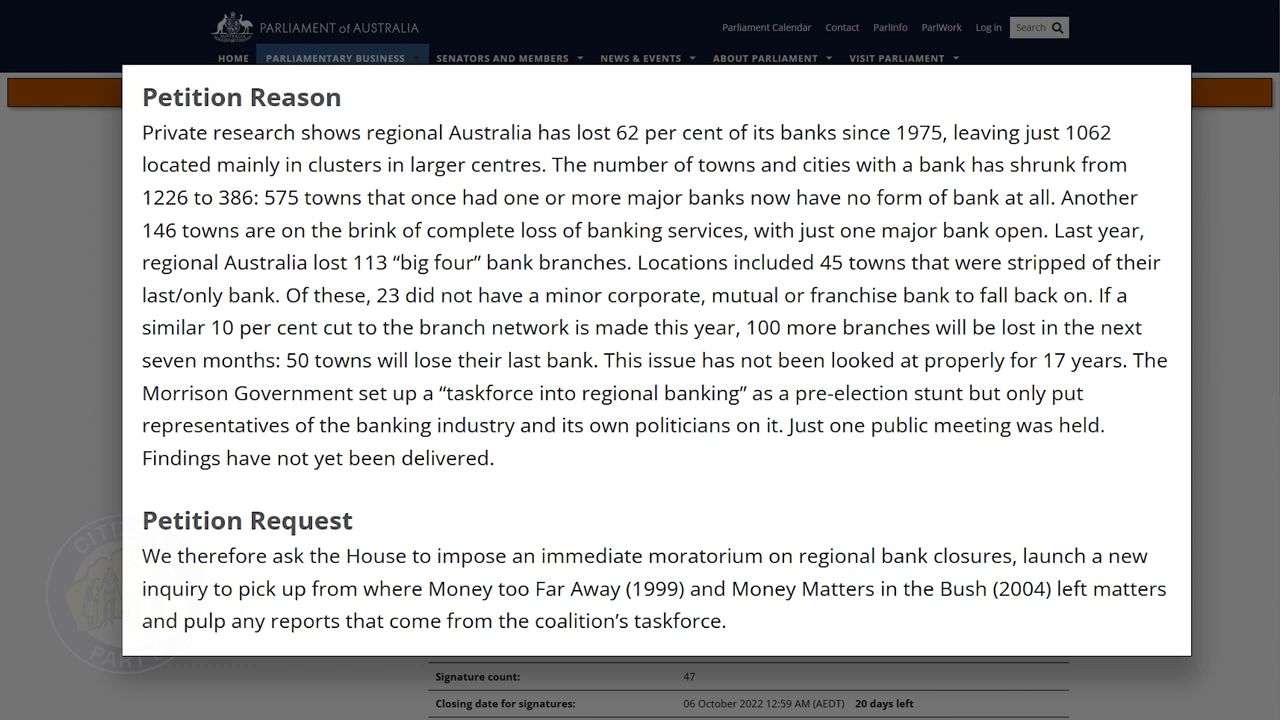 PARLIAMENT of AUSTRALIA
Parliament Calendar Contact ParlInfo ParlWork Log in Search
HOME PARLIAMENTARY BUSINESS SENATORS AND MEMBERS NEWS & EVENTS ABOUT PARLIAMENT VISIT PARLIAMENT
Petition Reason
Private research shows regional Australia has lost 62 per cent of its banks since 1975, leaving just 1062
located mainly in clusters in larger centres. The number of towns and cities with a bank has shrunk from
1226 to 386: 575 towns that once had one or more major banks now have no form of bank at all. Another
146 towns are on the brink of complete loss of banking services, with just one major bank open. Last year,
regional Australia lost 113 “big four” bank branches. Locations included 45 towns that were stripped of their
last/only bank. Of these, 23 did not have a minor corporate, mutual or franchise bank to fall back on. If a
similar 10 per cent cut to the branch network is made this year, 100 more branches will be lost in the next
seven months: 50 towns will lose their last bank. This issue has not been looked at properly for 17 years. The
Morrison Government set up a “taskforce into regional banking” as a pre-election stunt but only put
representatives of the banking industry and its own politicians on it. Just one public meeting was held.
Findings have not yet been delivered.
Petition Request
We therefore ask the House to impose an immediate moratorium on regional bank closures, launch a new
inquiry to pick up from where Money too Far Away (1999) and Money Matters in the Bush (2004) left matters
and pulp any reports that come from the coalition’s taskforce.
Signature count: 47
Closing date for signatures: 06 October 2022 12:59 AM (AEDT) 20 days left